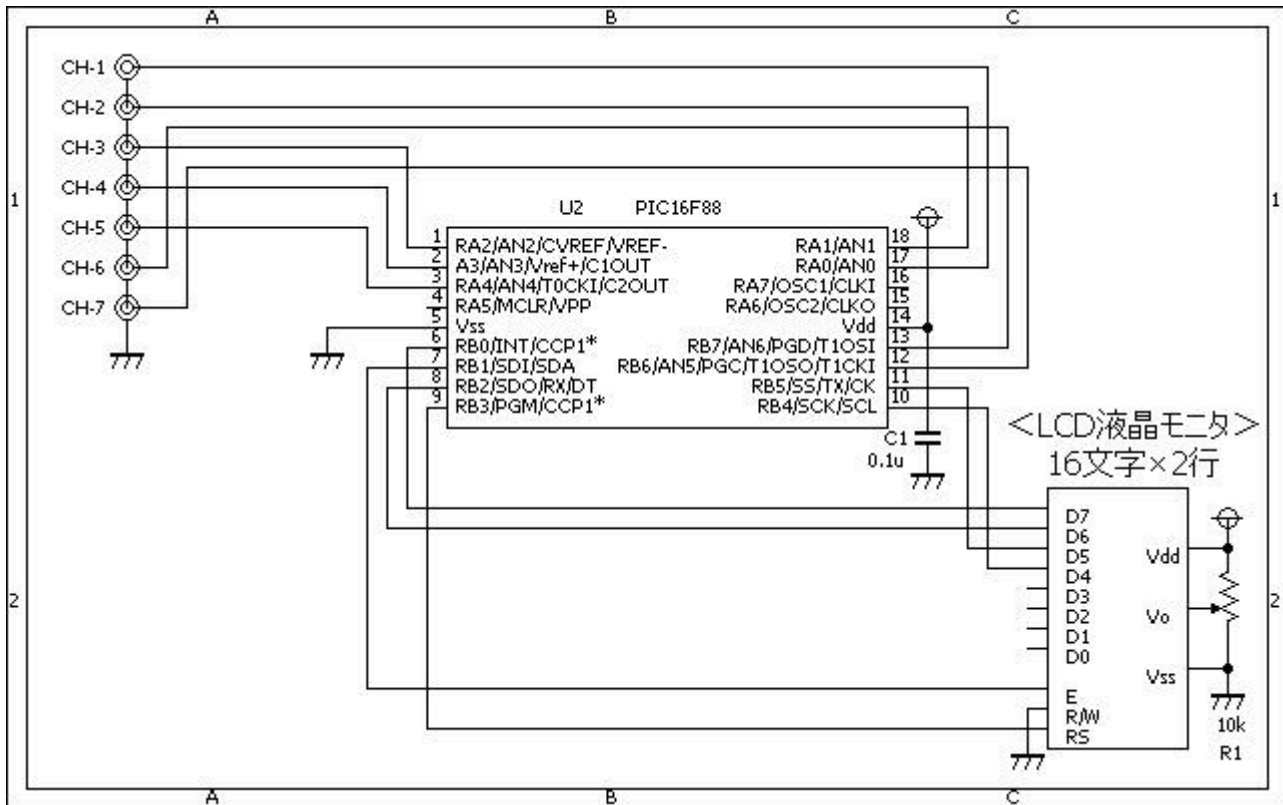 A B C
CH-1
CH-2
CH-3
CH-4
CH-5
CH-6
CH-7
1 1
U2 PIC16F88
1 RA2/AN2/CVREF/VREF- RA1/AN1 18
2 A3/AN3/Vref+/C1OUT RA0/AN0 17
3 RA4/AN4/T0CKI/C2OUT RA7/OSC1/CLKI 16
4 RA5/MCLR/VPP RA6/OSC2/CLKO 15
5 Vss Vdd 14
6 RB0/INT/CCP1* RB7/AN6/PGD/T1OSI 13
7 RB1/SDI/SDA RB6/AN5/PGC/T1OSO/T1CKI 12
8 RB2/SDO/RX/DT RB5/SS/TX/CK 11
9 RB3/PGM/CCP1* RB4/SCK/SCL 10
C1
0.1u
<LCD液晶モニタ>
16文字×2行
D7
D6
D5 Vdd
D4
D3
2 2
D2 Vo
D1
D0
Vss
E
R/W
RS
10k
R1
A B C